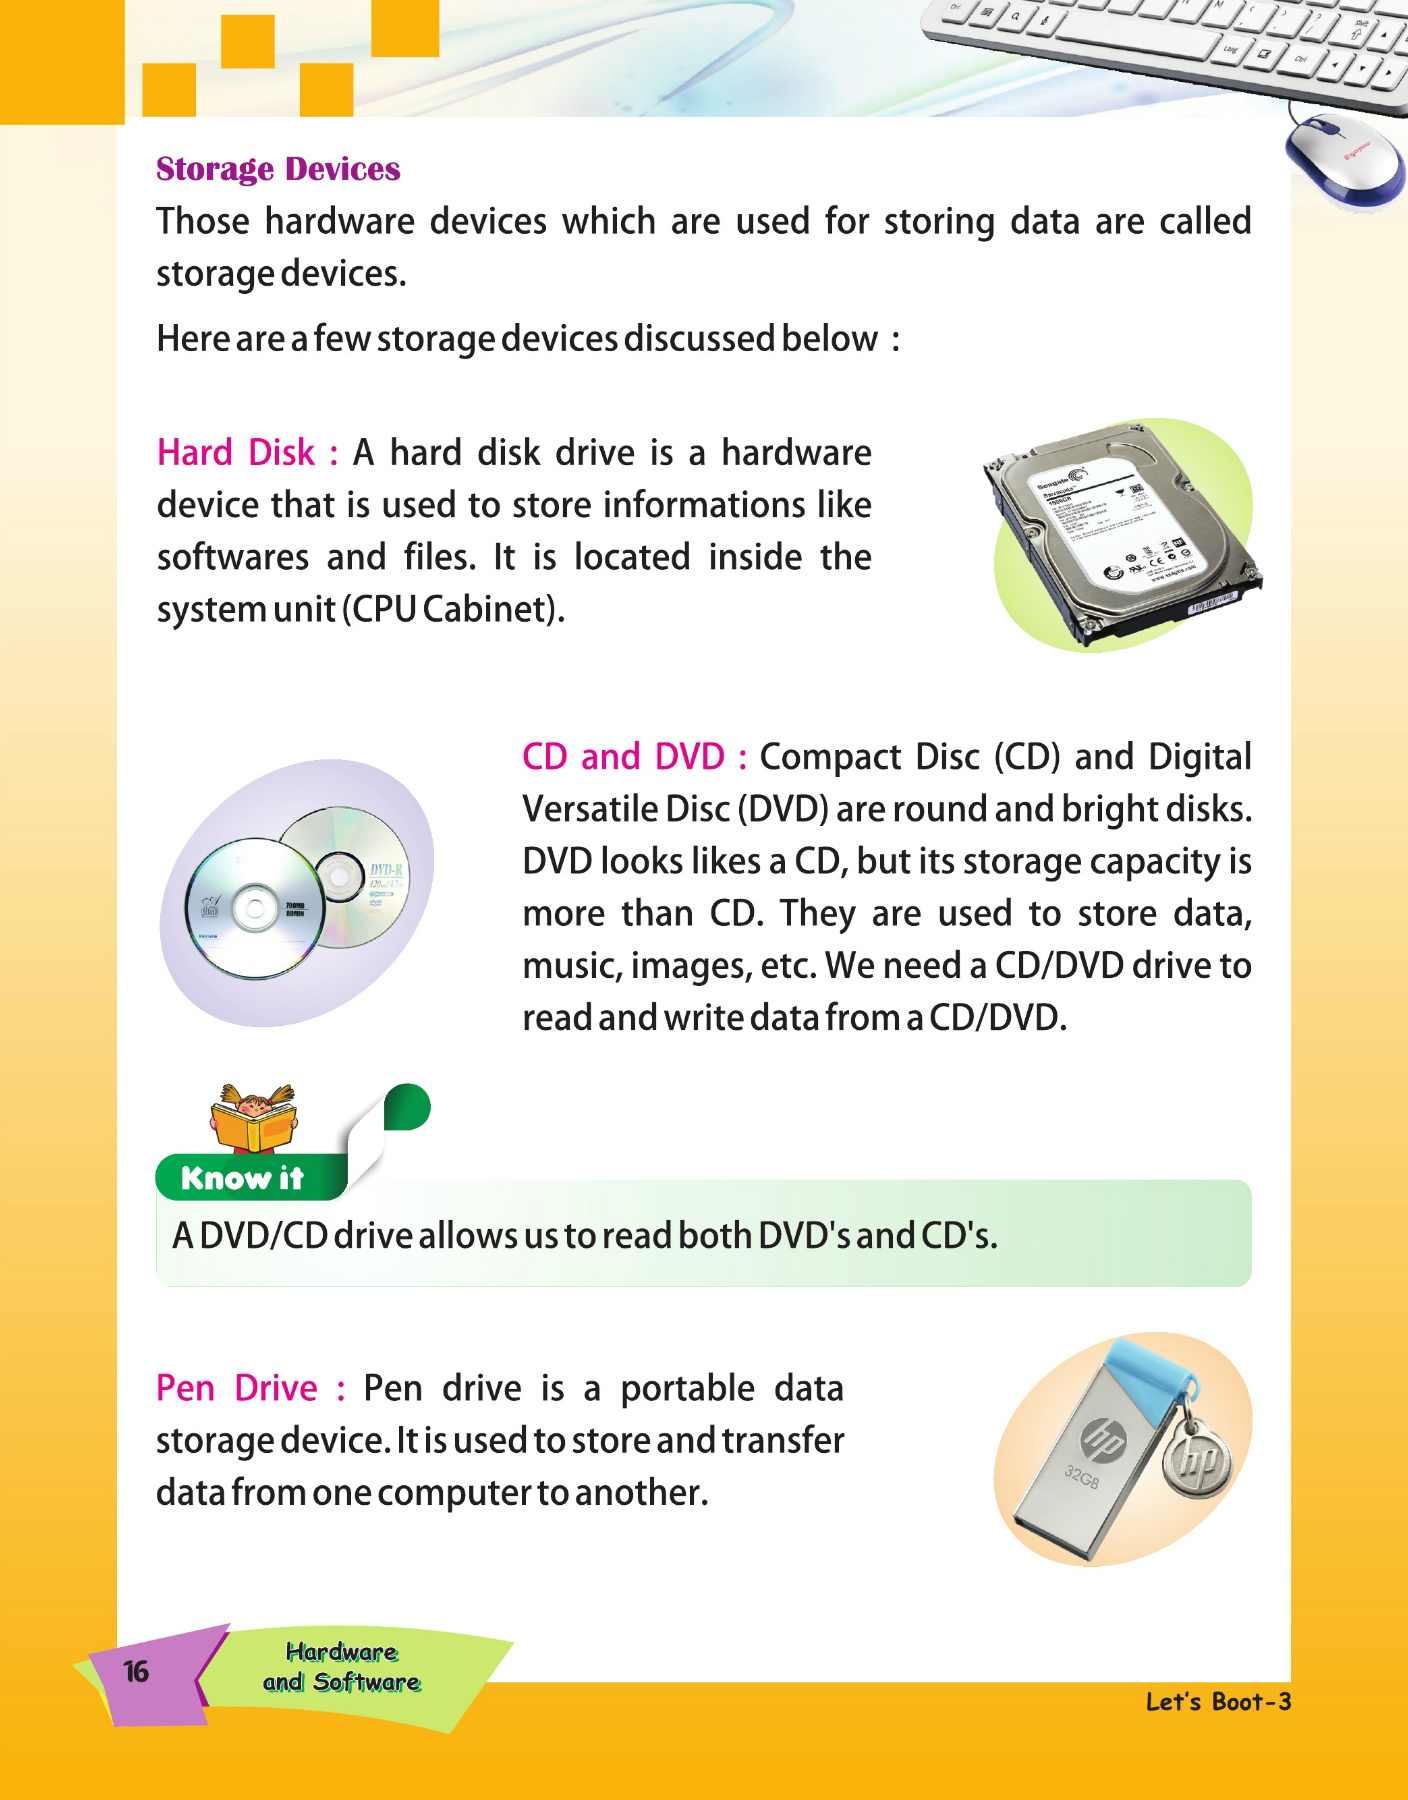 Storage Devices
Those hardware devices which are used for storing data are called
storage devices.
Here are a few storage devices discussed below :
Hard Disk : A hard disk drive is a hardware
device that is used to store informations like
softwares and files. It is located inside the
system unit (CPU Cabinet).
Seagate
CD and DVD : Compact Disc (CD) and Digital
Versatile Disc (DVD) are round and bright disks.
DVD looks likes a CD, but its storage capacity is
more than CD. They are used to store data,
music, images, etc. We need a CD/DVD drive to
read and write data from a CD/DVD.
DVD-R
700MB
80MIN
Know it
A DVD/CD drive allows us to read both DVD's and CD's.
Pen Drive : Pen drive is a portable data
storage device. It is used to store and transfer
data from one computer to another.
hp
32GB
hp
16
Hardware
and Software
Let's Boot-3